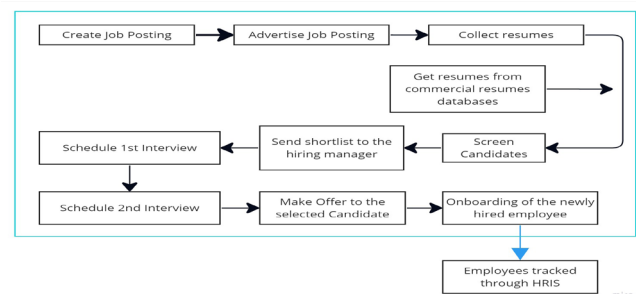 Create Job Posting
Advertise Job Posting
Collect resumes
Get resumes from
commercial resumes
databases
Schedule 1st Interview
Send shortlist to the
hiring manager
Screen
Candidates
Schedule 2nd Interview
Make Offer to the
selected Candidate
Onboarding of the newly
hired employee
Employees tracked
through HRIS